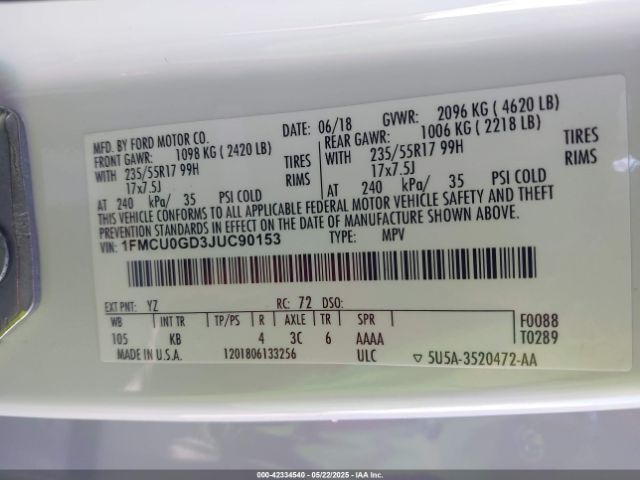 MFD. BY FORD MOTOR CO. DATE: 06/18 GVWR: 2096 KG ( 4620 LB)
FRONT GAWR: 1098 KG ( 2420 LB) REAR GAWR: 1006 KG ( 2218 LB)
WITH 235/55R17 99H TIRES WITH 235/55R17 99H TIRES
17x7.5J RIMS 17x7.5J RIMS
AT 240 kPa/ 35 PSI COLD AT 240 kPa/ 35 PSI COLD
THIS VEHICLE CONFORMS TO ALL APPLICABLE FEDERAL MOTOR VEHICLE SAFETY AND THEFT
PREVENTION STANDARDS IN EFFECT ON THE DATE OF MANUFACTURE SHOWN ABOVE.
VIN: 1FMCU0GD3JUC90153 TYPE: MPV
EXT PNT: YZ RC: 72 DSO:
WB INT TR TP/PS R AXLE TR SPR F0088
105 KB 4 3C 6 AAAA T0289
MADE IN U.S.A. 1201806133256 ULC ▽ 5U5A-3520472-AA
000-42334540 - 05/22/2025 - IAA Inc.